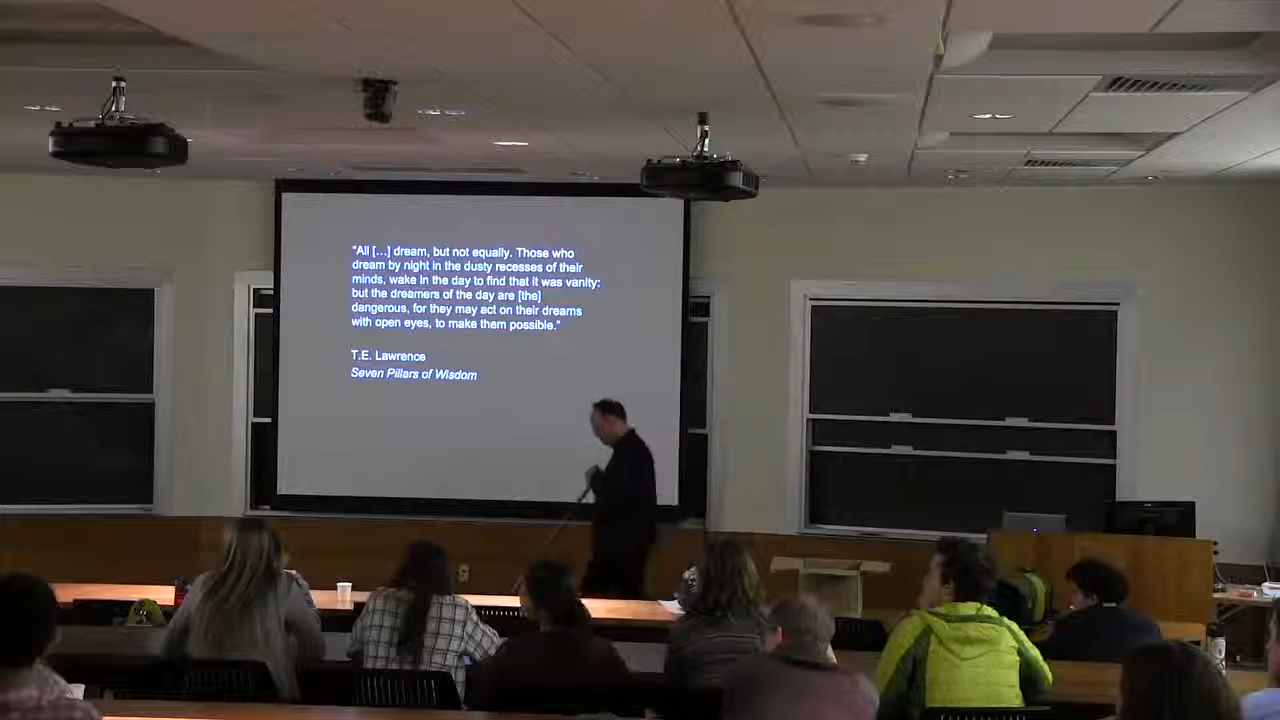 "All [...] dream, but not equally. Those who
dream by night in the dusty recesses of their
minds, wake in the day to find that it was vanity:
but the dreamers of the day are [the]
dangerous, for they may act on their dreams
with open eyes, to make them possible."
T.E. Lawrence
Seven Pillars of Wisdom